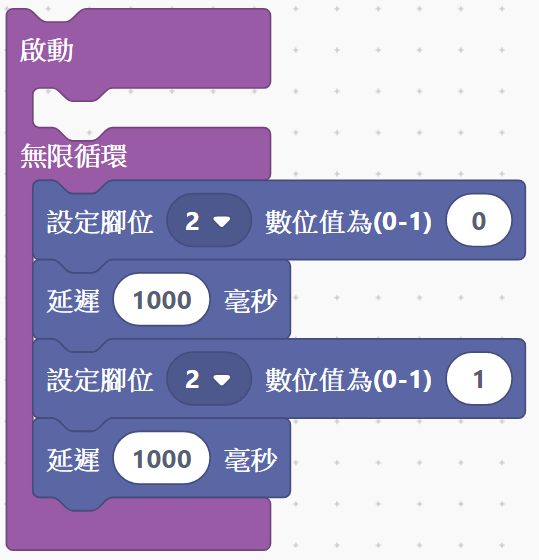 啟動
無限循環
設定腳位 2 數位值為(0-1) 0
延遲 1000 毫秒
設定腳位 2 數位值為(0-1) 1
延遲 1000 毫秒